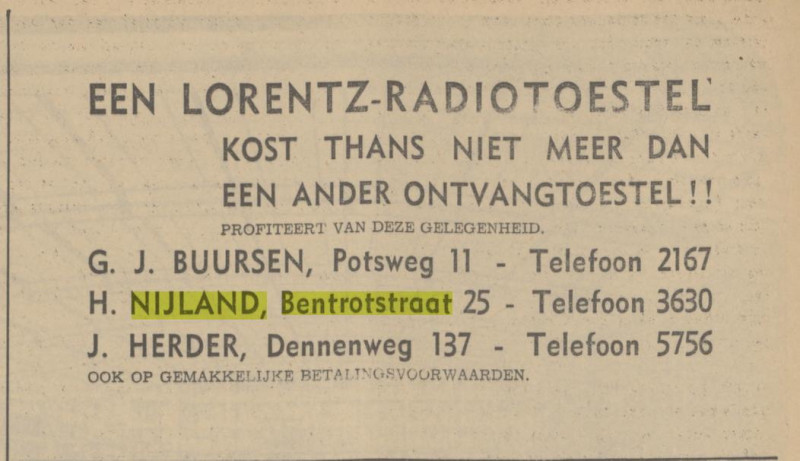 EEN LORENTZ-RADIOTOESTEL
KOST THANS NIET MEER DAN
EEN ANDER ONTVANGTOESTEL!!
PROFITEERT VAN DEZE GELEGENHEID.
G. J. BUURSEN, Potsweg 11 - Telefoon 2167
H. NIJLAND, Bentrotstraat 25 - Telefoon 3630
J. HERDER, Dennenweg 137 - Telefoon 5756
OOK OP GEMAKKELIJKE BETALINGSVOORWAARDEN.